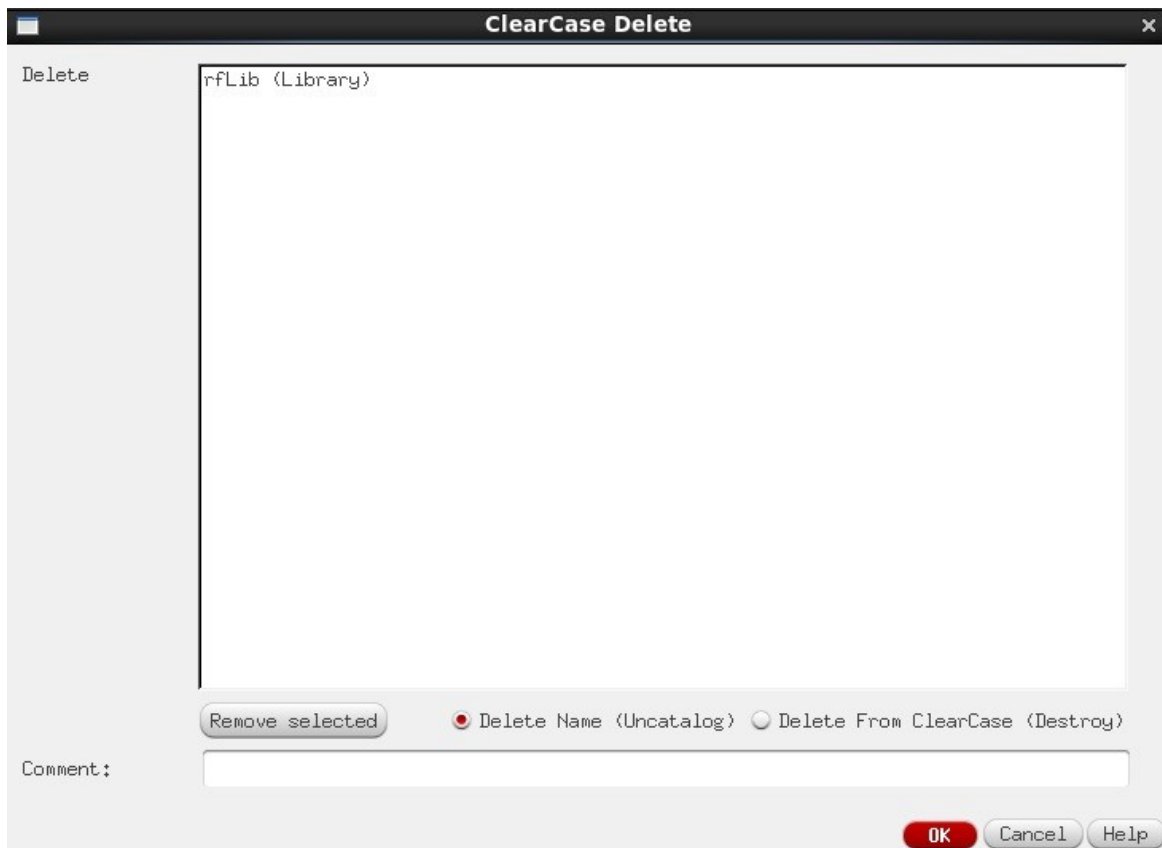 ClearCase Delete
Delete
rfLib (Library)
Remove selected
Delete Name (Uncatalog) Delete From ClearCase (Destroy)
Comment:
OK Cancel Help